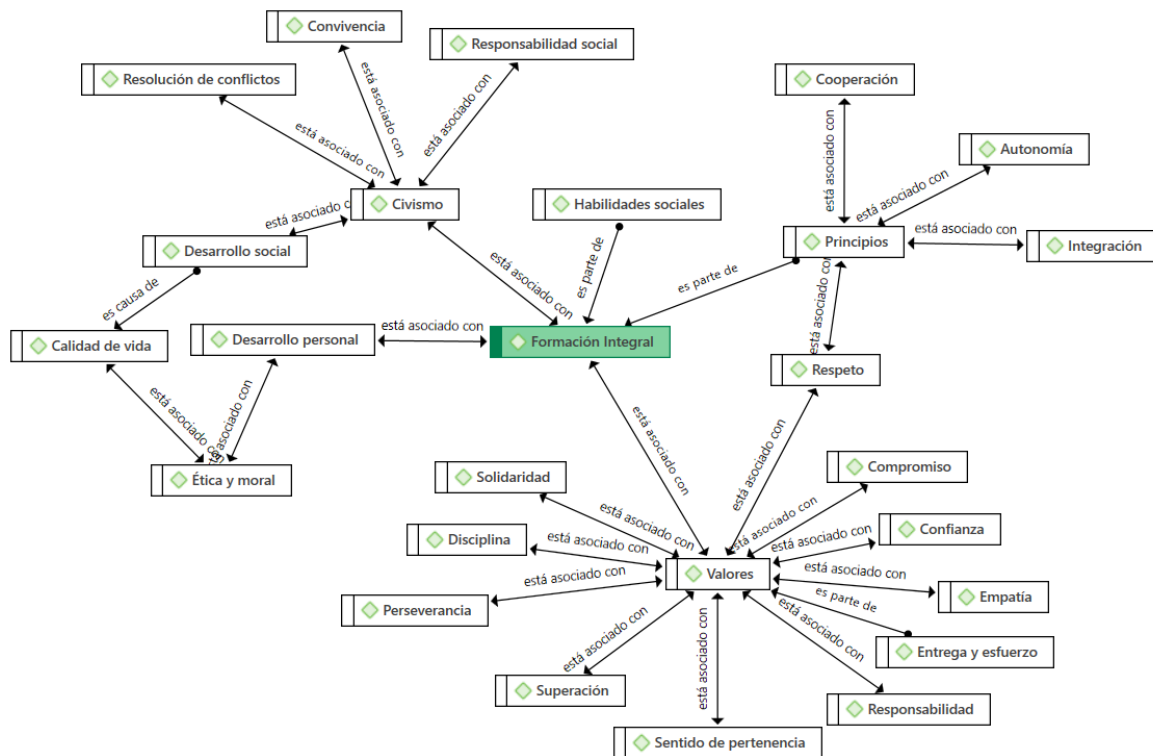 Convivencia
Responsabilidad social
Resolución de conflictos
Cooperación
está asociado con
está asociado con
está asociado con
está asociado con
Autonomía
Civismo
Habilidades sociales
está asociado con
está asociado
Principios
está asociado con
Integración
Desarrollo social
es causa de
está asociado con
es parte de
es parte de
está asociado con
Calidad de vida
Desarrollo personal
está asociado con
Formación Integral
Respeto
está asociado con
asociado con
está asociado con
está asociado con
Ética y moral
Solidaridad
Compromiso
está asociado con
está asociado con
Disciplina
está asociado con
está asociado con
Confianza
Valores
está asociado con
está asociado con
Perseverancia
es parte de
Empatía
está asociado con
está asociado con
está asociado con
Entrega y esfuerzo
Superación
Responsabilidad
Sentido de pertenencia